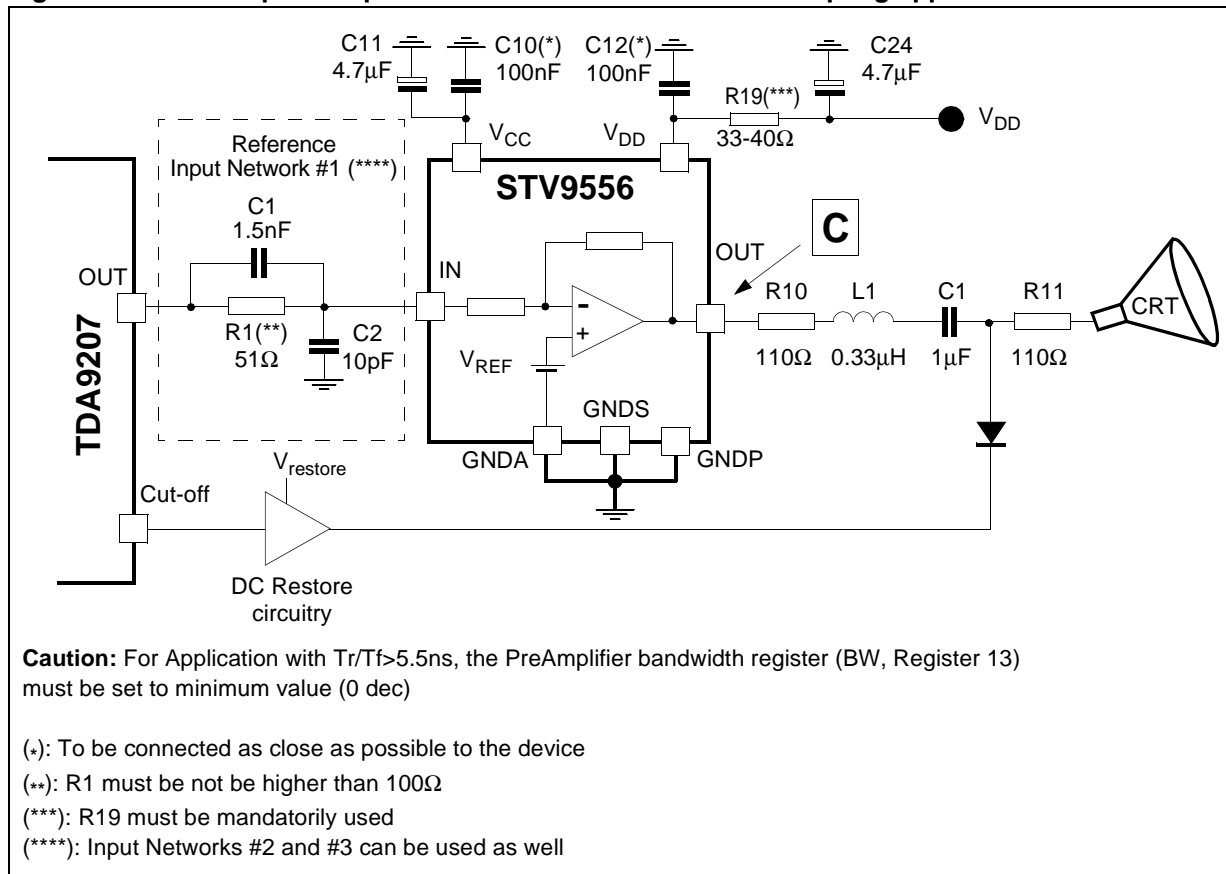 C11
4.7µF
C10(*)
100nF
C12(*)
100nF
C24
4.7µF
R19(***)
33-40Ω
VDD
VCC
VDD
Reference
Input Network #1 (****)
STV9556
C1
1.5nF
C
OUT
IN
OUT
R10
L1
C1
R11
CRT
R1(**)
51Ω
C2
10pF
-
+
VREF
110Ω
0.33µH
1µF
110Ω
TDA9207
GNDS
GNDA
GNDP
Vrestore
Cut-off
DC Restore
circuitry
Caution: For Application with Tr/Tf>5.5ns, the PreAmplifier bandwidth register (BW, Register 13)
must be set to minimum value (0 dec)
(*): To be connected as close as possible to the device
(**): R1 must be not be higher than 100Ω
(***): R19 must be mandatorily used
(****): Input Networks #2 and #3 can be used as well